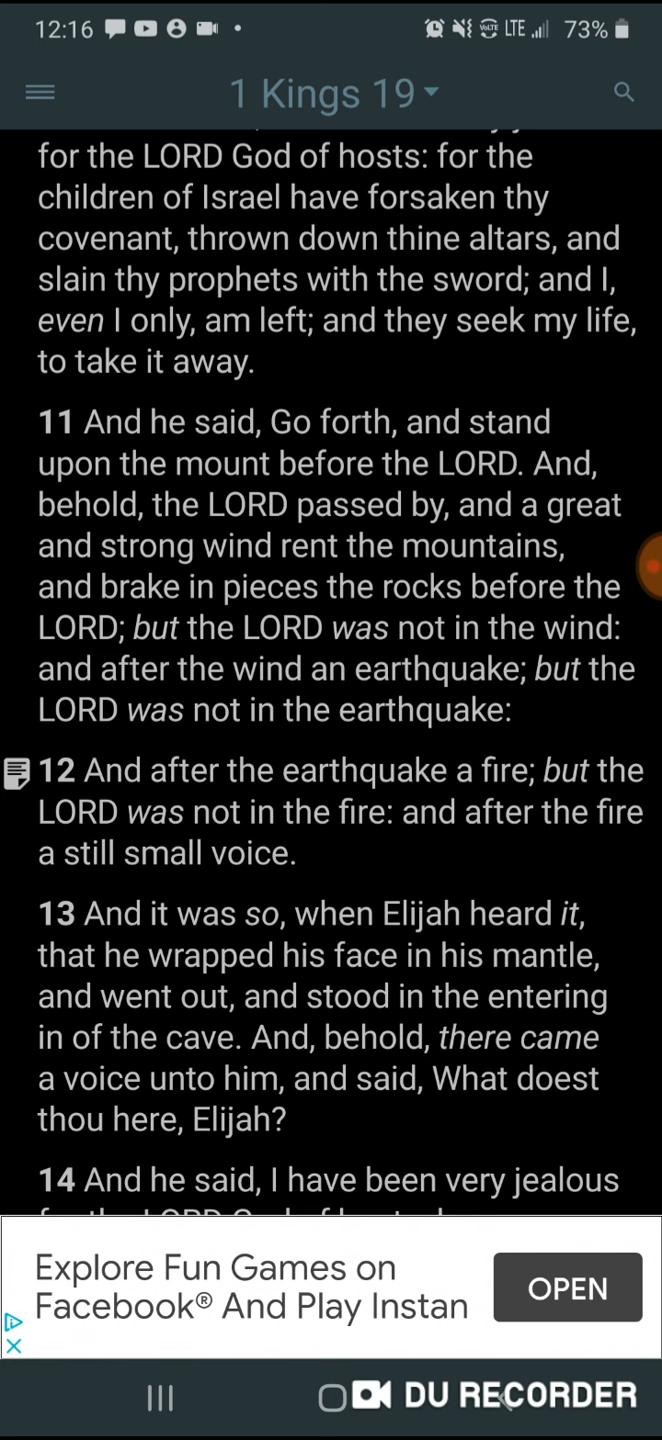 12:16
LTE 73%
1 Kings 19
for the LORD God of hosts: for the
children of Israel have forsaken thy
covenant, thrown down thine altars, and
slain thy prophets with the sword; and I,
even I only, am left; and they seek my life,
to take it away.
11 And he said, Go forth, and stand
upon the mount before the LORD. And,
behold, the LORD passed by, and a great
and strong wind rent the mountains,
and brake in pieces the rocks before the
LORD; but the LORD was not in the wind:
and after the wind an earthquake; but the
LORD was not in the earthquake:
12 And after the earthquake a fire; but the
LORD was not in the fire: and after the fire
a still small voice.
13 And it was so, when Elijah heard it,
that he wrapped his face in his mantle,
and went out, and stood in the entering
in of the cave. And, behold, there came
a voice unto him, and said, What doest
thou here, Elijah?
14 And he said, I have been very jealous
Explore Fun Games on
Facebook® And Play Instan
OPEN
DU RECORDER